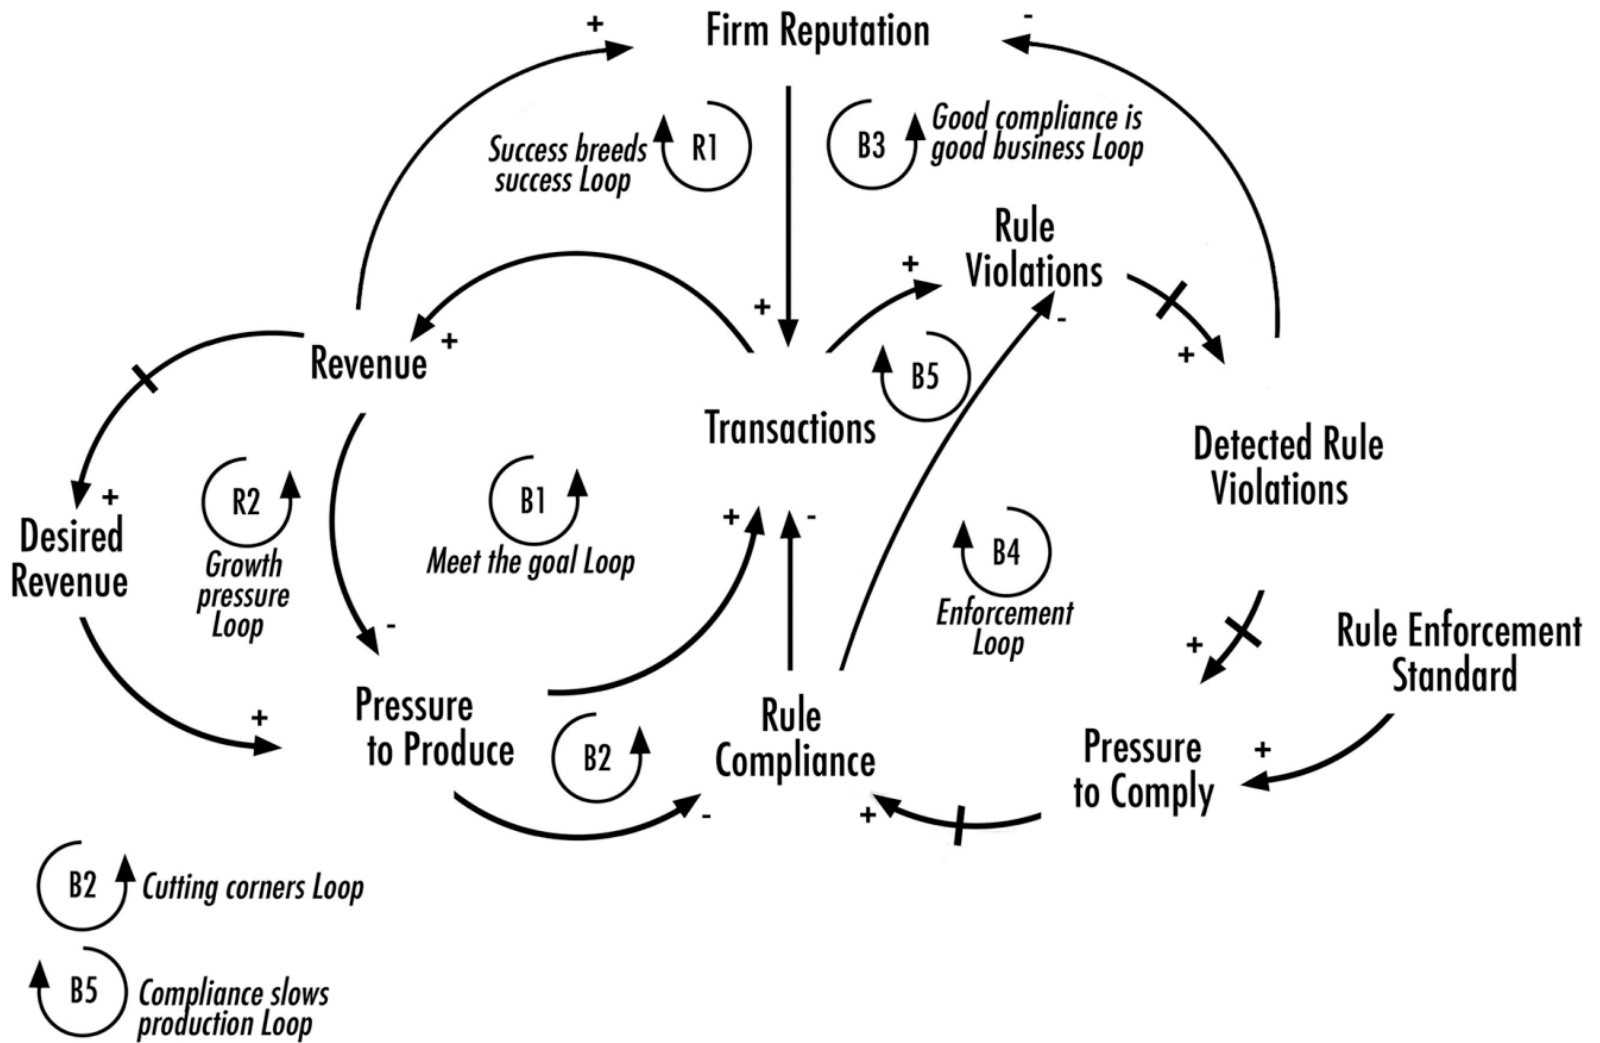 +
Firm Reputation
-
Success breeds
success Loop
R1
B3
Good compliance is
good business Loop
Rule
Violations
+
+
-
+
Revenue
+
B5
Transactions
Detected Rule
Violations
+
Desired
Revenue
R2
Growth
pressure
Loop
B1
Meet the goal Loop
+
-
B4
Enforcement
Loop
-
+
Rule Enforcement
Standard
+
Pressure
to Produce
B2
Rule
Compliance
Pressure
to Comply
+
-
+
B2
Cutting corners Loop
B5
Compliance slows
production Loop